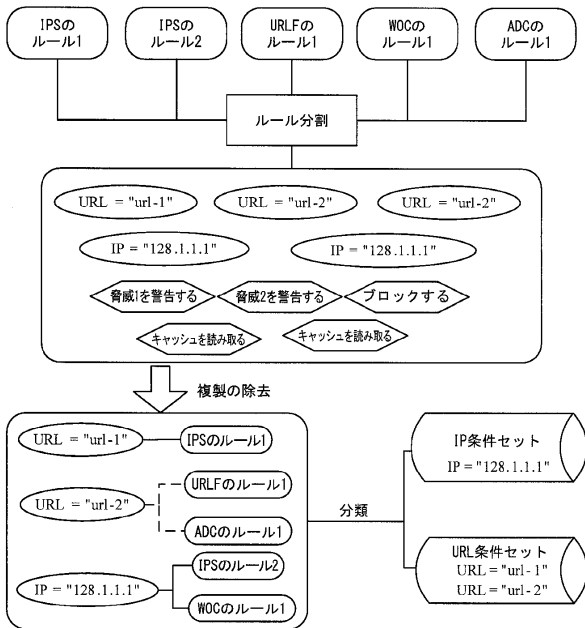 IPSの
ルール1
IPSの
ルール2
URLFの
ルール1
WOCの
ルール1
ADCの
ルール1
ルール分割
URL = "url-1"
URL = "url-2"
URL = "url-2"
IP = "128.1.1.1"
IP = "128.1.1.1"
脅威1を警告する
脅威2を警告する
ブロックする
キャッシュを読み取る
キャッシュを読み取る
複製の除去
URL = "url-1"
IPSのルール1
URL = "url-2"
URLFのルール1
ADCのルール1
IP = "128.1.1.1"
IPSのルール2
WOCのルール1
分類
IP条件セット
IP = "128.1.1.1"
URL条件セット
URL = "url-1"
URL = "url-2"